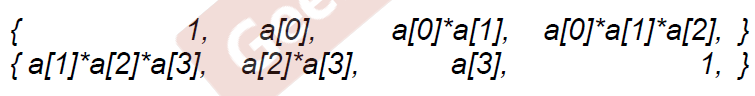 { 1, a[0], a[0]*a[1], a[0]*a[1]*a[2], }
{ a[1]*a[2]*a[3], a[2]*a[3], a[3], 1, }